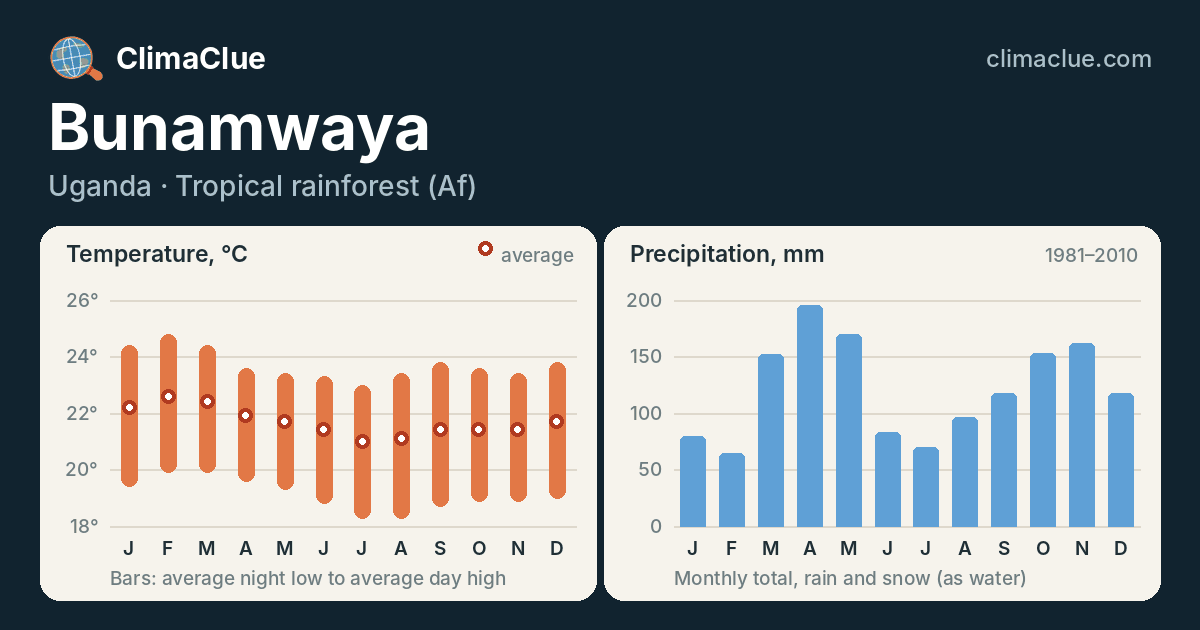 ClimaClue
climaclue.com
Bunamwaya
Uganda · Tropical rainforest (Af)
Temperature, °C
average
26°
24°
22°
20°
18°
J F M A M J J A S O N D
Bars: average night low to average day high
Precipitation, mm
1981–2010
200
150
100
50
0
J F M A M J J A S O N D
Monthly total, rain and snow (as water)